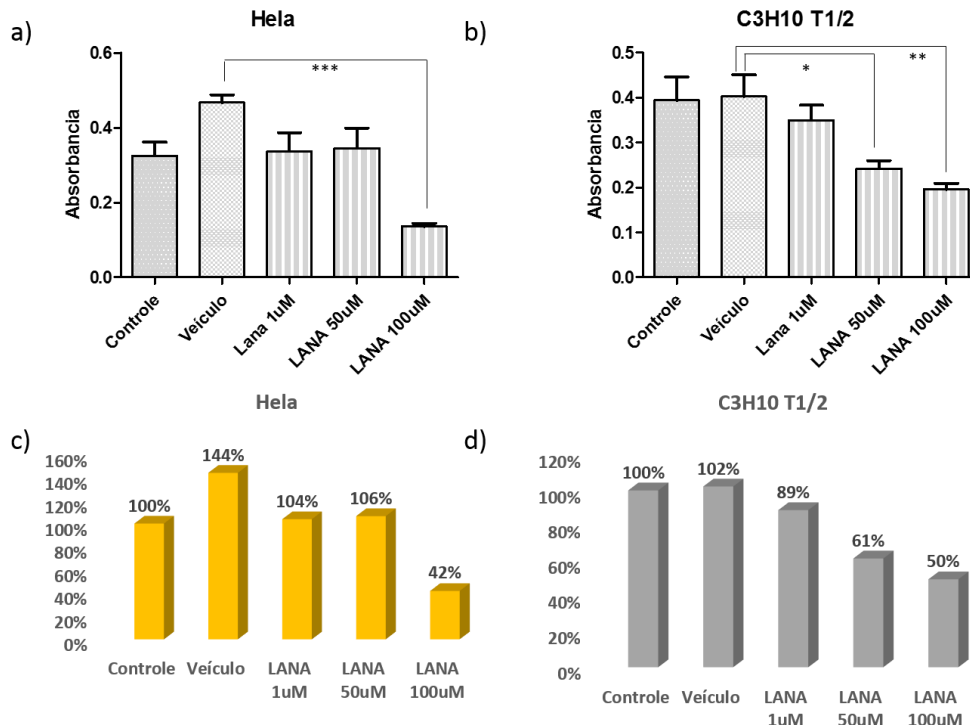 a)
Hela
***
Absorbancia
0.6
0.4
0.2
0.0
Controle
Veículo
Lana 1uM
LANA 50uM
LANA 100uM
b)
C3H10 T1/2
*
**
Absorbância
0.5
0.4
0.3
0.2
0.1
0.0
Controle
Veículo
Lana 1uM
LANA 50uM
LANA 100uM
c)
Hela
160%
140%
120%
100%
80%
60%
40%
20%
0%
100%
144%
104%
106%
42%
Controle
Veículo
LANA
1uM
LANA
50uM
LANA
100uM
d)
C3H10 T1/2
120%
100%
80%
60%
40%
20%
0%
100%
102%
89%
61%
50%
Controle
Veículo
LANA
1uM
LANA
50uM
LANA
100uM